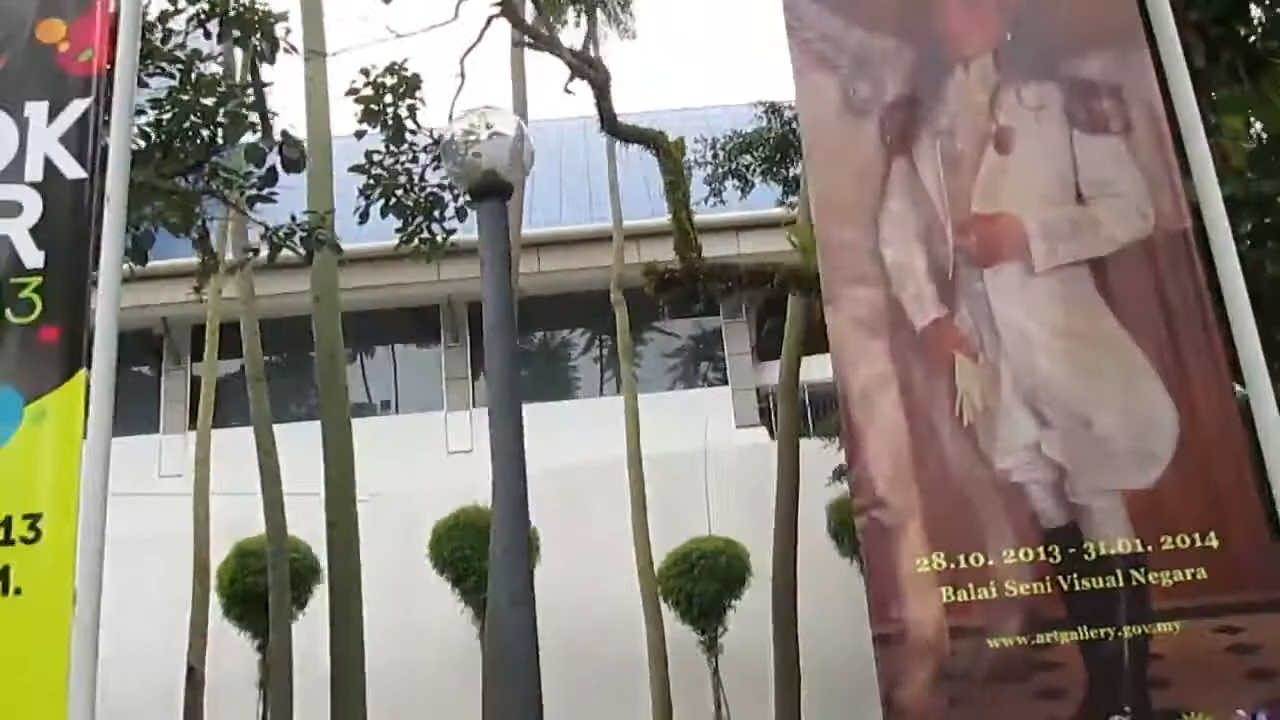 OK
R
3
13
M.
28.10. 2013 - 31.01. 2014
Balai Seni Visual Negara
www.artgallery.gov.my